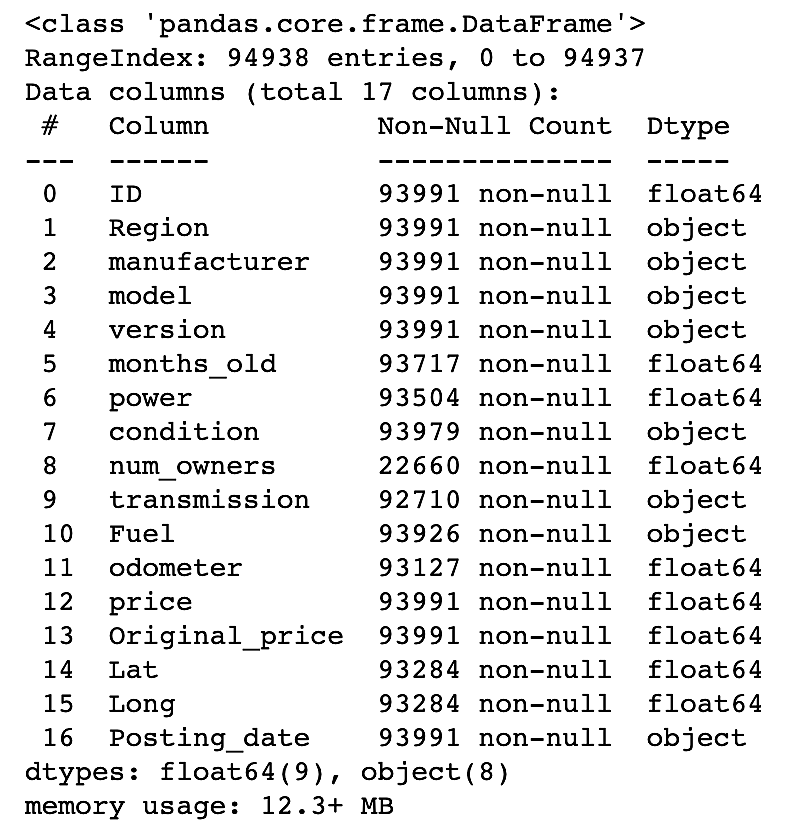 <class 'pandas.core.frame.DataFrame'>
RangeIndex: 94938 entries, 0 to 94937
Data columns (total 17 columns):
 #   Column          Non-Null Count  Dtype
---  ------          --------------  -----
 0   ID              93991 non-null  float64
 1   Region          93991 non-null  object
 2   manufacturer    93991 non-null  object
 3   model           93991 non-null  object
 4   version         93991 non-null  object
 5   months_old      93717 non-null  float64
 6   power           93504 non-null  float64
 7   condition       93979 non-null  object
 8   num_owners      22660 non-null  float64
 9   transmission    92710 non-null  object
 10  Fuel            93926 non-null  object
 11  odometer        93127 non-null  float64
 12  price           93991 non-null  float64
 13  Original_price  93991 non-null  float64
 14  Lat             93284 non-null  float64
 15  Long            93284 non-null  float64
 16  Posting_date    93991 non-null  object
dtypes: float64(9), object(8)
memory usage: 12.3+ MB